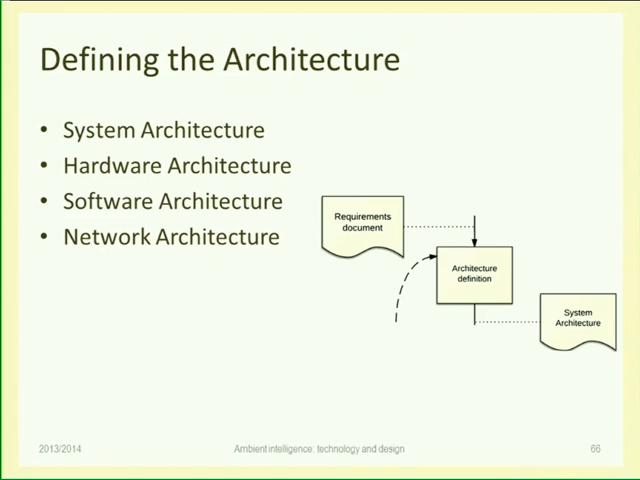 Defining the Architecture
• System Architecture
• Hardware Architecture
• Software Architecture
• Network Architecture
Requirements
document
Architecture
definition
System
Architecture
2013/2014
Ambient intelligence: technology and design
66